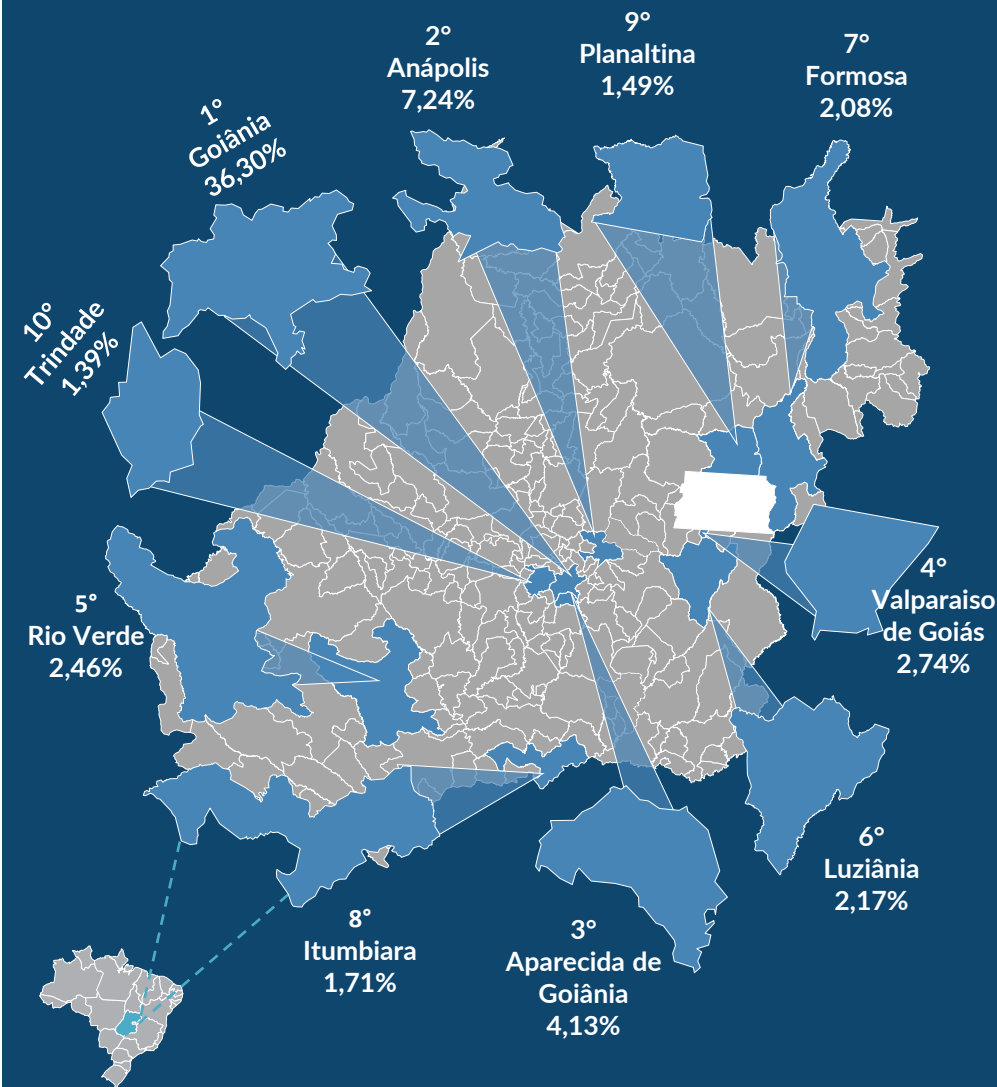 1°
Goiânia
36,30%
2°
Anápolis
7,24%
9°
Planaltina
1,49%
7°
Formosa
2,08%
10°
Trindade
1,39%
5°
Rio Verde
2,46%
4°
Valparaiso
de Goiás
2,74%
6°
Luziânia
2,17%
8°
Itumbiara
1,71%
3°
Aparecida de
Goiânia
4,13%